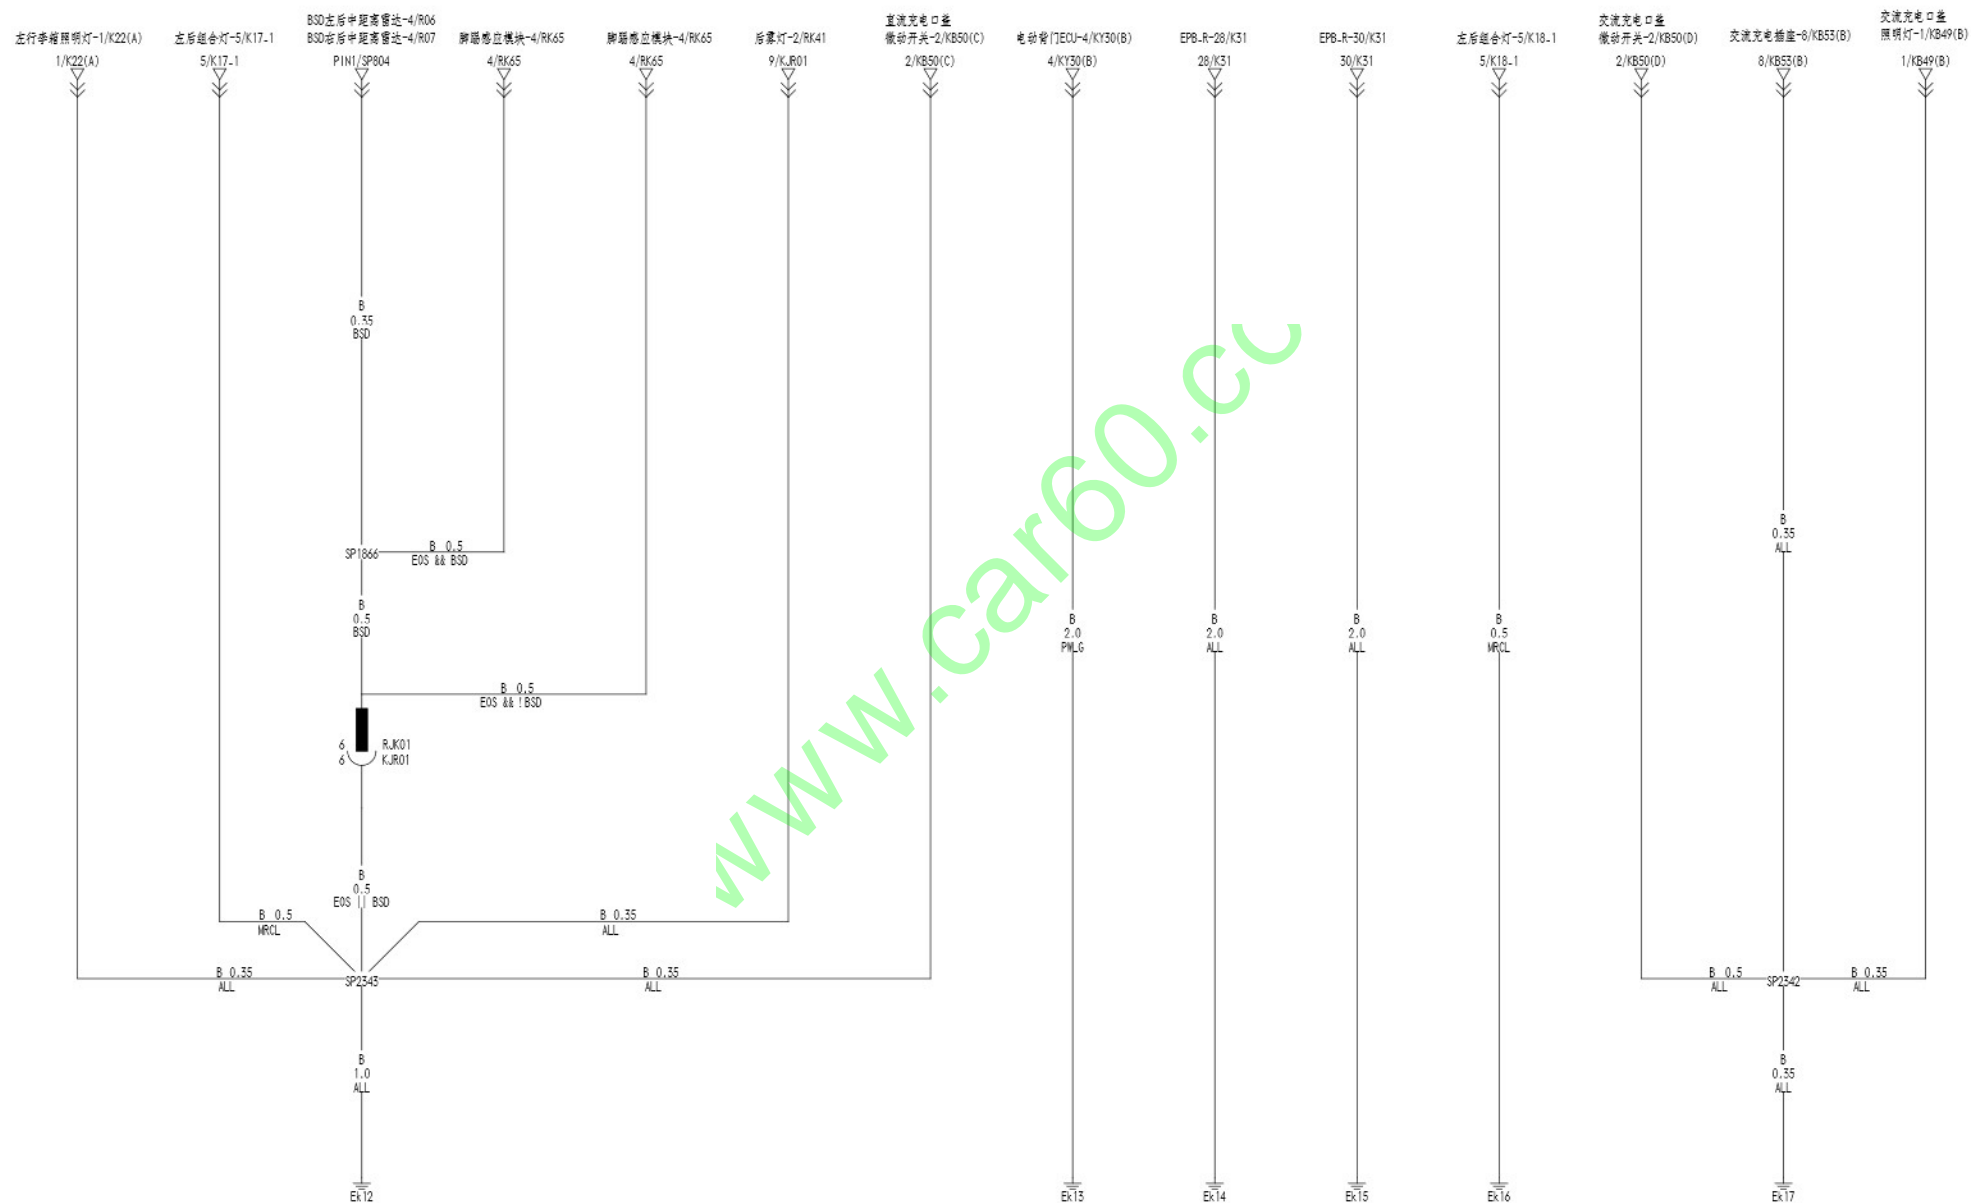 左行李箱照明灯-1/K22(A)
1/K22(A)
左后组合灯-5/K17-1
5/K17-1
BSD左后中距离雷达-4/R06
BSD右后中距离雷达-4/R07
PIN1/SP804
脚踢感应模块-4/RK65
4/RK65
脚踢感应模块-4/RK65
4/RK65
后雾灯-2/RK41
9/KJR01
直流充电口盖
微动开关-2/KB50(C)
2/KB50(C)
电动背门ECU-4/KY30(B)
4/KY30(B)
EPB-R-28/K31
28/K31
EPB-R-30/K31
30/K31
左后组合灯-5/K18-1
5/K18-1
交流充电口盖
微动开关-2/KB50(D)
2/KB50(D)
交流充电插座-8/KB53(B)
8/KB53(B)
交流充电口盖
照明灯-1/KB49(B)
1/KB49(B)
B
0.35
BSD
SP1866
B 0.5
EOS && BSD
B
0.5
BSD
B 0.5
EOS && !BSD
6 RJK01
6 KJR01
B
0.5
EOS || BSD
B 0.5
MRCL
B 0.35
ALL
B 0.35
ALL
SP2343
B 0.35
ALL
B
1.0
ALL
Ek12
B
2.0
PWLG
Ek13
B
2.0
ALL
Ek14
B
2.0
ALL
Ek15
B
0.5
MRCL
Ek16
B
0.35
ALL
B 0.5
ALL
SP2342
B 0.35
ALL
B
0.35
ALL
Ek17
www.car60.co